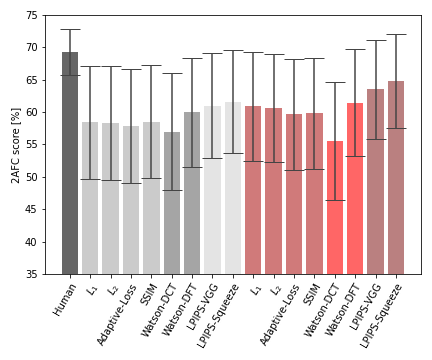 75
70
65
60
55
50
45
40
35
2AFC score [%]
Human
L₁
L₂
Adaptive-Loss
SSIM
Watson-DCT
Watson-DFT
LPIPS-VGG
LPIPS-Squeeze
L₁
L₂
Adaptive-Loss
SSIM
Watson-DCT
Watson-DFT
LPIPS-VGG
LPIPS-Squeeze